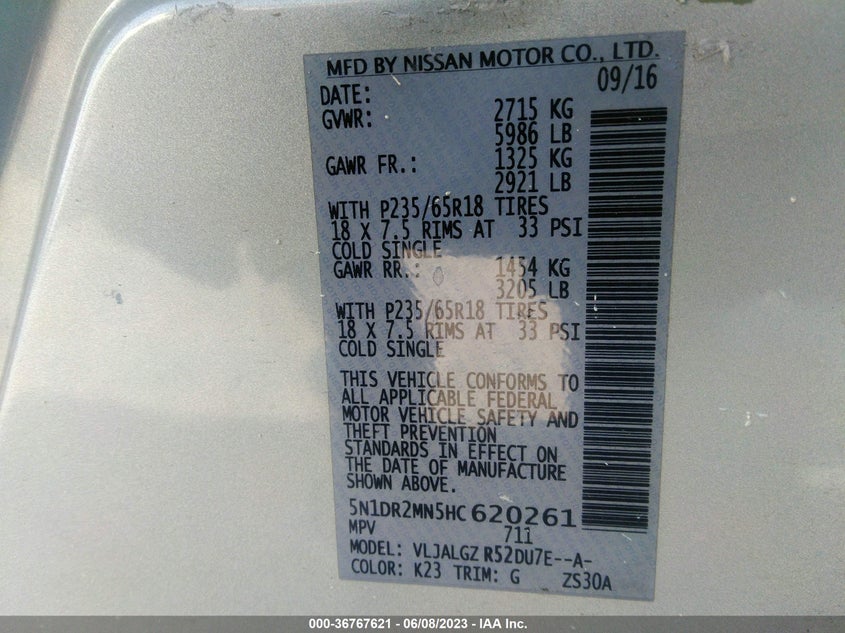 MFD BY NISSAN MOTOR CO., LTD.
DATE: 09/16
GVWR: 2715 KG
5986 LB
GAWR FR.: 1325 KG
2921 LB
WITH P235/65R18 TIRES
18 X 7.5 RIMS AT 33 PSI
COLD SINGLE
GAWR RR.: 1454 KG
3205 LB
WITH P235/65R18 TIRES
18 X 7.5 RIMS AT 33 PSI
COLD SINGLE
THIS VEHICLE CONFORMS TO
ALL APPLICABLE FEDERAL
MOTOR VEHICLE SAFETY AND
THEFT PREVENTION
STANDARDS IN EFFECT ON
THE DATE OF MANUFACTURE
SHOWN ABOVE.
5N1DR2MN5HC620261
MPV 711
MODEL: VLJALGZ R52DU7E--A-
COLOR: K23 TRIM: G ZS30A
000-36767621 - 06/08/2023 - IAA Inc.